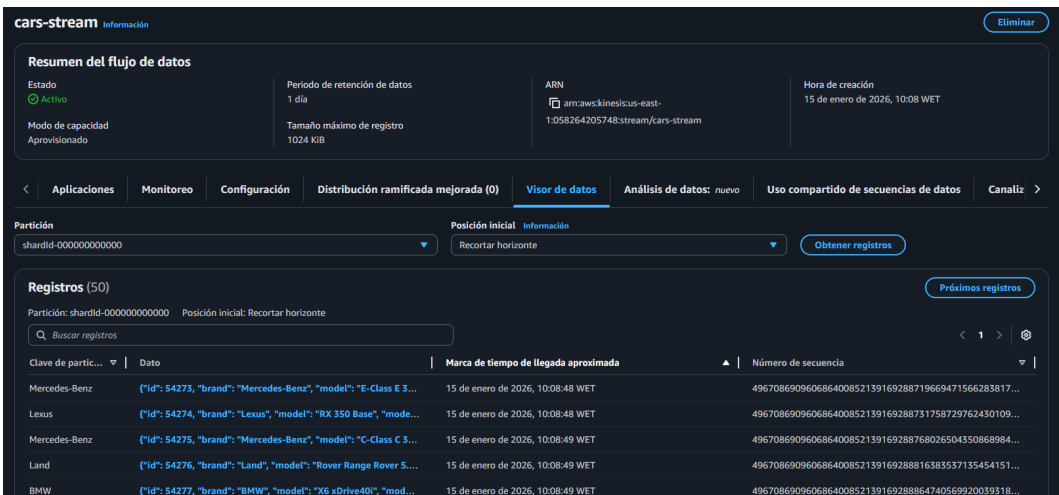 cars-stream Información
Eliminar
Resumen del flujo de datos
Estado
Activo
Modo de capacidad
Aprovisionado
Periodo de retención de datos
1 día
Tamaño máximo de registro
1024 KiB
ARN
arn:aws:kinesis:us-east-
1:058264205748:stream/cars-stream
Hora de creación
15 de enero de 2026, 10:08 WET
Aplicaciones Monitoreo Configuración Distribución ramificada mejorada (0) Visor de datos Análisis de datos: nuevo Uso compartido de secuencias de datos Canaliz
Partición
shardId-000000000000
Posición inicial Información
Recortar horizonte
Obtener registros
Registros (50)
Próximos registros
Partición: shardId-000000000000 Posición inicial: Recortar horizonte
Buscar registros
1
Clave de partic... Dato Marca de tiempo de llegada aproximada Número de secuencia
Mercedes-Benz {"id": 54273, "brand": "Mercedes-Benz", "model": "E-Class E 3... 15 de enero de 2026, 10:08:48 WET 49670869096068640085213916928871966947156628381​7...
Lexus {"id": 54274, "brand": "Lexus", "model": "RX 350 Base", "mode... 15 de enero de 2026, 10:08:48 WET 496708690960686400852139169288731758729762430109...
Mercedes-Benz {"id": 54275, "brand": "Mercedes-Benz", "model": "C-Class C 3... 15 de enero de 2026, 10:08:49 WET 496708690960686400852139169288768026504350868984...
Land {"id": 54276, "brand": "Land", "model": "Rover Range Rover 5.... 15 de enero de 2026, 10:08:49 WET 496708690960686400852139169288816383537135454151...
BMW {"id": 54277, "brand": "BMW", "model": "X6 xDrive40i", "mod... 15 de enero de 2026, 10:08:49 WET 496708690960686400852139169288864740569920039318...